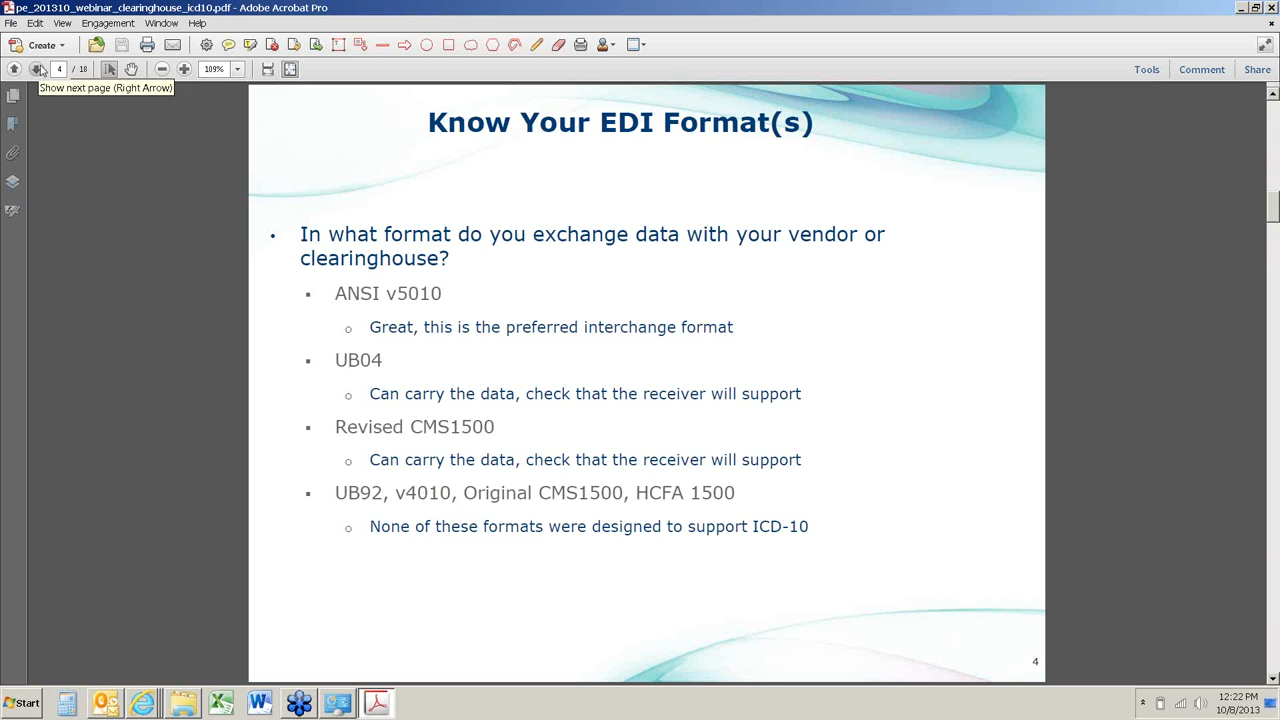 pe_201310_webinar_clearinghouse_icd10.pdf - Adobe Acrobat Pro
File Edit View Engagement Window Help
Create
4 / 18 109% Tools Comment Share
Show next page (Right Arrow)
Know Your EDI Format(s)
• In what format do you exchange data with your vendor or
clearinghouse?
▪ ANSI v5010
o Great, this is the preferred interchange format
▪ UB04
o Can carry the data, check that the receiver will support
▪ Revised CMS1500
o Can carry the data, check that the receiver will support
▪ UB92, v4010, Original CMS1500, HCFA 1500
o None of these formats were designed to support ICD-10
4
Start
12:22 PM
10/8/2013